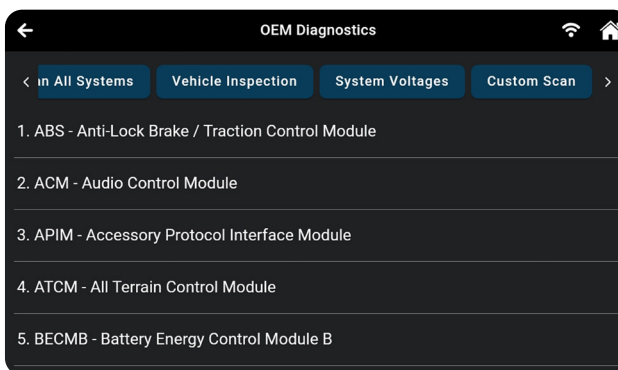 OEM Diagnostics
an All Systems Vehicle Inspection System Voltages Custom Scan
1. ABS - Anti-Lock Brake / Traction Control Module
2. ACM - Audio Control Module
3. APIM - Accessory Protocol Interface Module
4. ATCM - All Terrain Control Module
5. BECMB - Battery Energy Control Module B